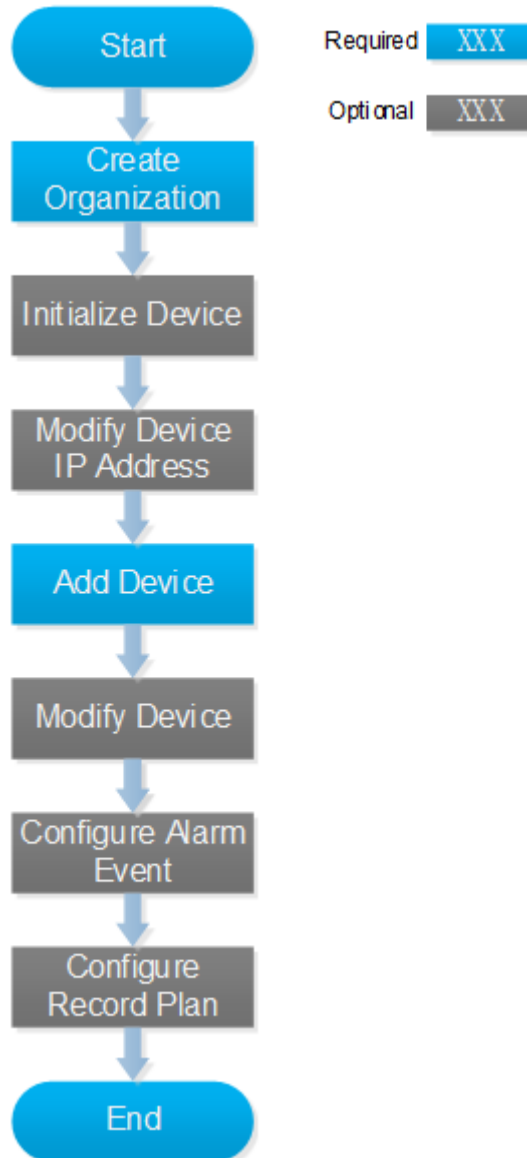 Start
Required XXX
Optional XXX
Create
Organization
Initialize Device
Modify Device
IP Address
Add Device
Modify Device
Configure Alarm
Event
Configure
Record Plan
End